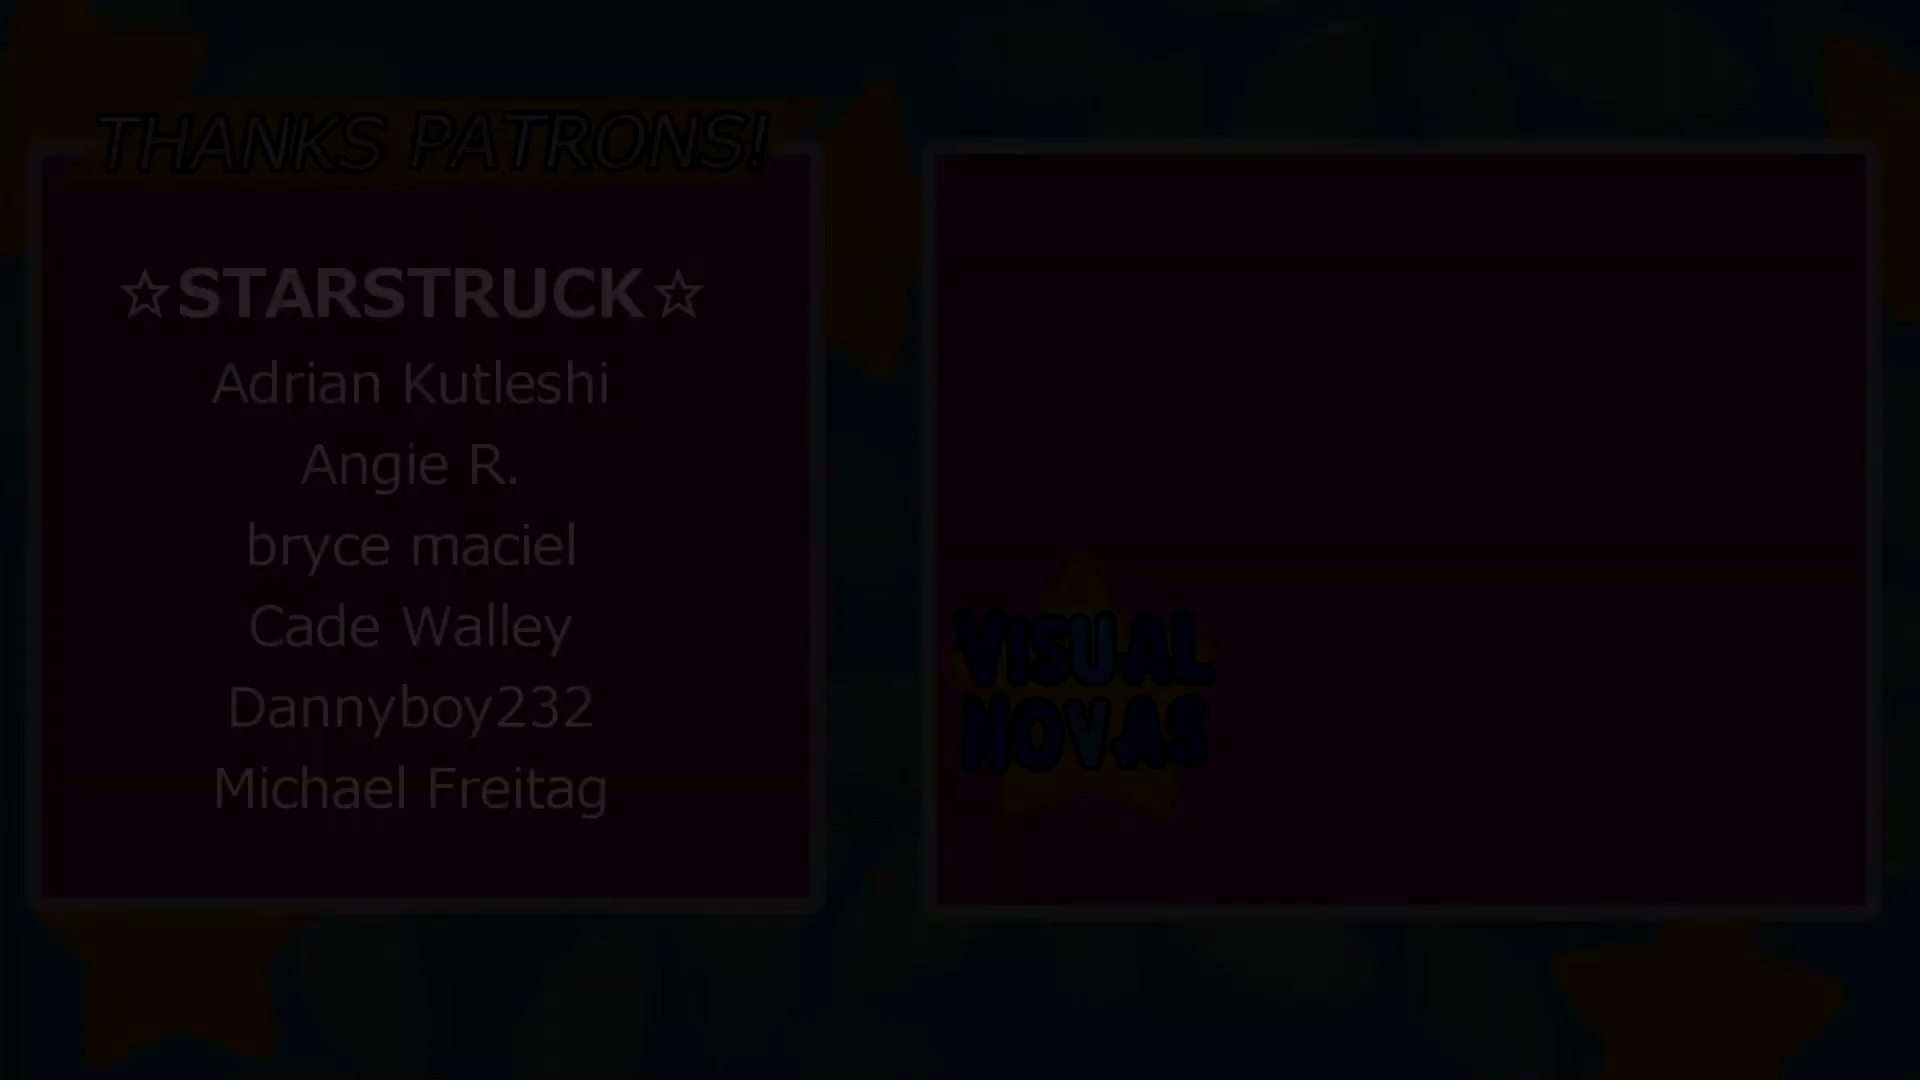 THANKS PATRONS!
☆STARSTRUCK☆
Adrian Kutleshi
Angie R.
bryce maciel
Cade Walley
Dannyboy232
Michael Freitag
VISUAL
NOVAS